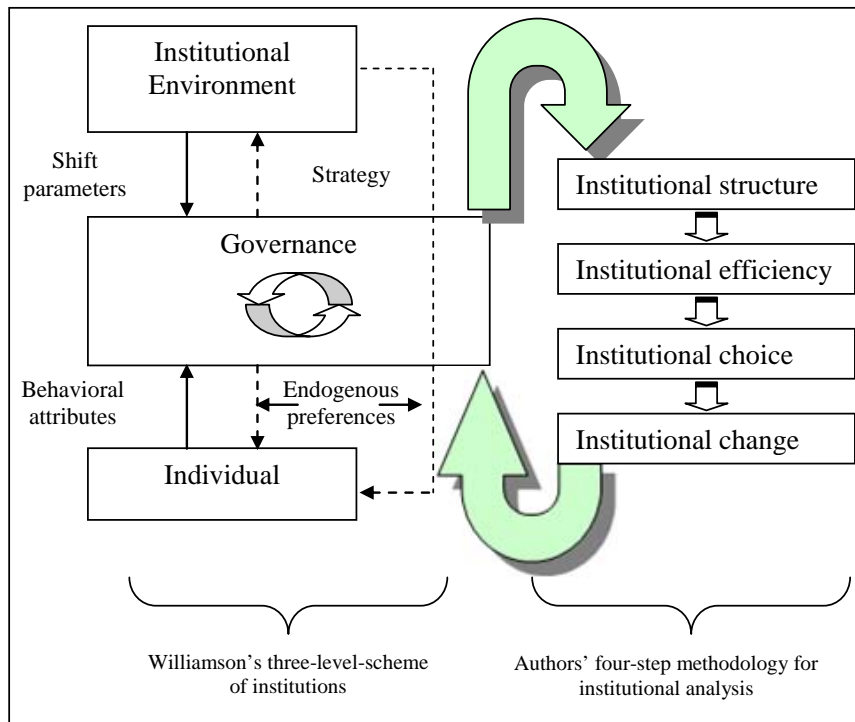 Institutional
Environment
Shift
parameters
Strategy
Governance
Behavioral
attributes
Endogenous
preferences
Individual
Williamson's three-level-scheme
of institutions
Institutional structure
Institutional efficiency
Institutional choice
Institutional change
Authors' four-step methodology for
institutional analysis